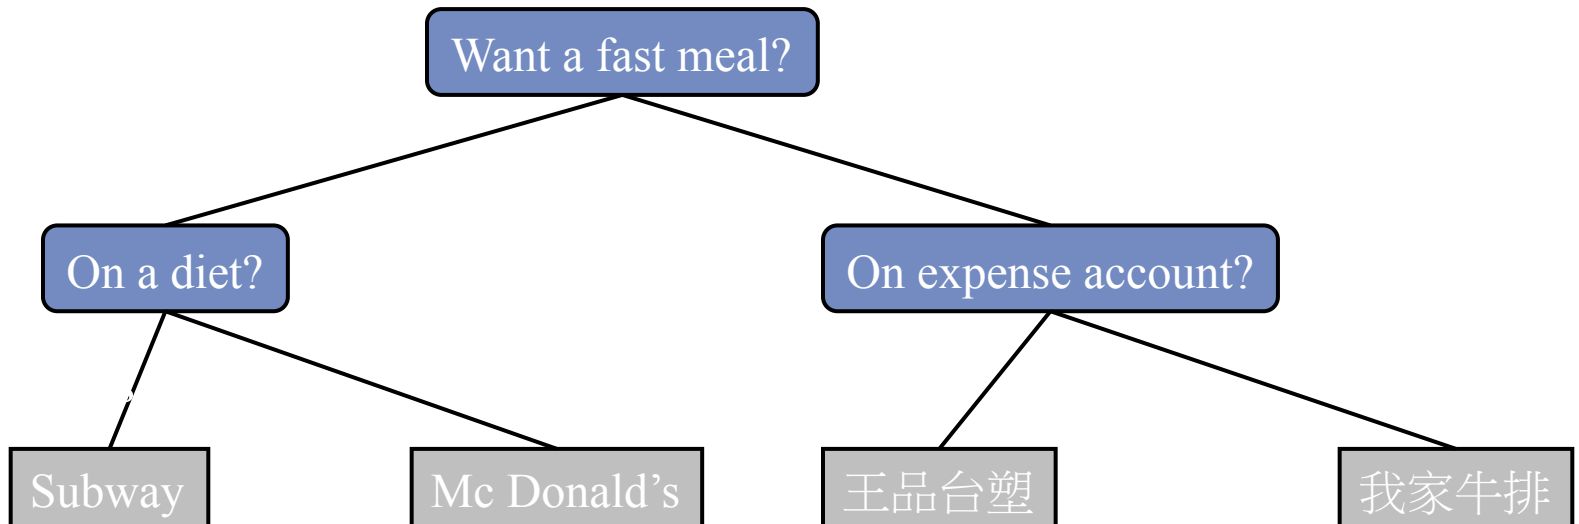 Want a fast meal?
On a diet?
On expense account?
Subway
Mc Donald’s
王品台塑
我家牛排